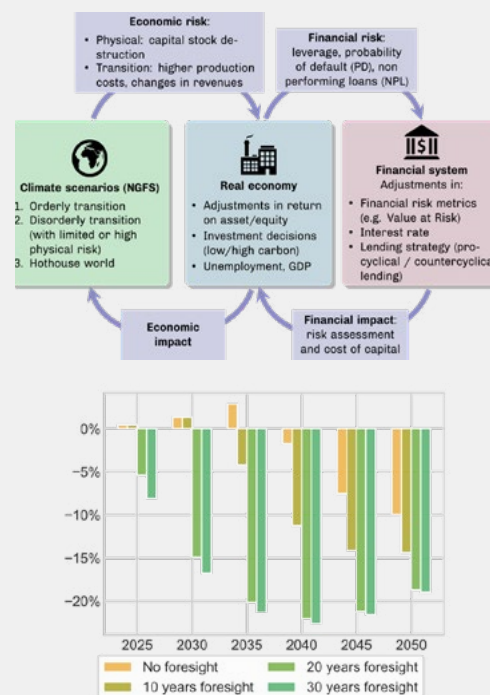 Economic risk:
• Physical: capital stock de-
struction
• Transition: higher production
costs, changes in revenues
Financial risk:
leverage, probability
of default (PD), non
performing loans (NPL)
Climate scenarios (NGFS)
1. Orderly transition
2. Disorderly transition
(with limited or high
physical risk)
3. Hothouse world
Real economy
• Adjustments in return
on asset/equity
• Investment decisions
(low/high carbon)
• Unemployment, GDP
Financial system
Adjustments in:
• Financial risk metrics
(e.g. Value at Risk)
• Interest rate
• Lending strategy (pro-
cyclical / countercyclical
lending)
Economic
impact
Financial impact:
risk assessment
and cost of capital
0%
−5%
−10%
−15%
−20%
2025 2030 2035 2040 2045 2050
No foresight 20 years foresight
10 years foresight 30 years foresight